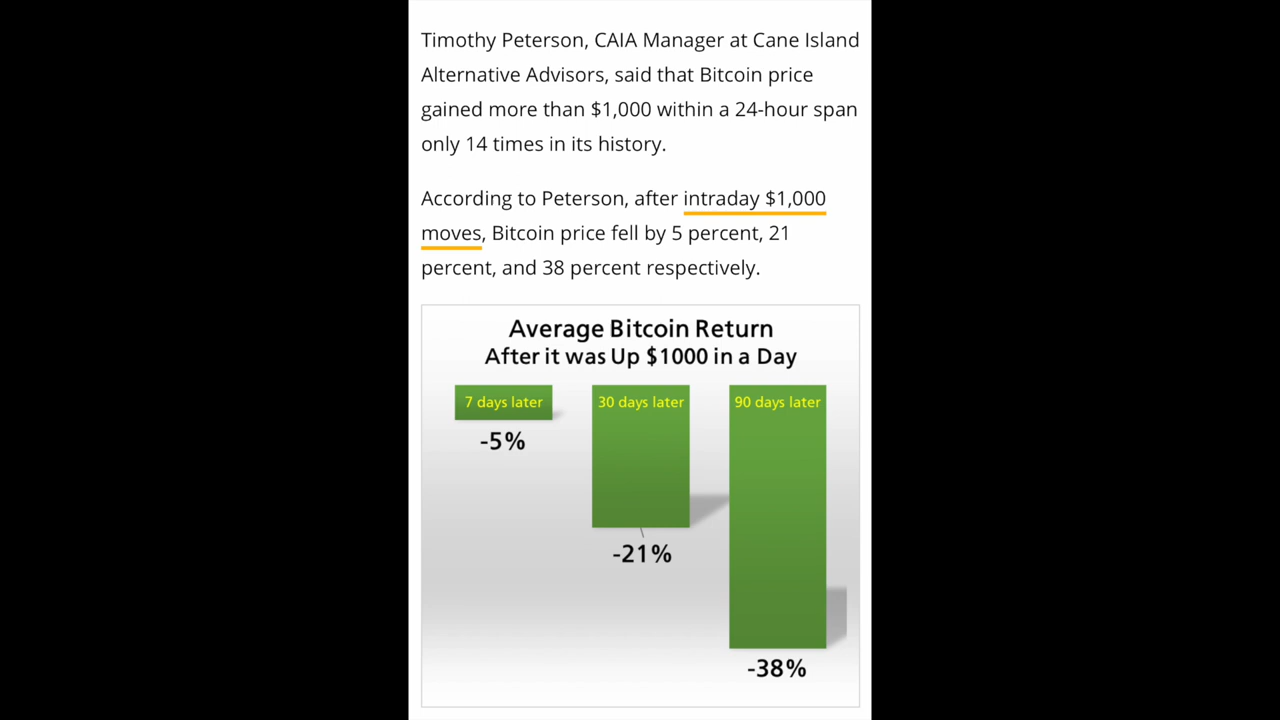 Timothy Peterson, CAIA Manager at Cane Island
Alternative Advisors, said that Bitcoin price
gained more than $1,000 within a 24-hour span
only 14 times in its history.
According to Peterson, after intraday $1,000
moves, Bitcoin price fell by 5 percent, 21
percent, and 38 percent respectively.
Average Bitcoin Return
After it was Up $1000 in a Day
7 days later
30 days later
90 days later
-5%
-21%
-38%